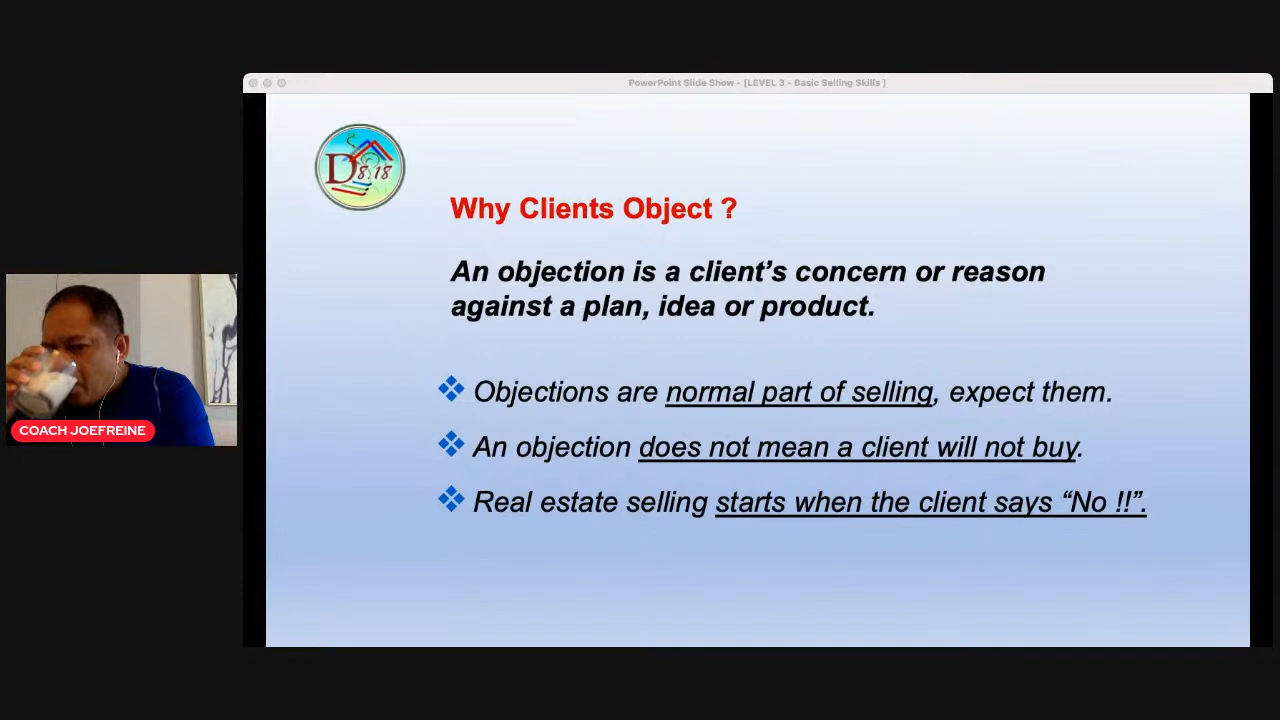 PowerPoint Slide Show - [LEVEL 3 - Basic Selling Skills ]
D8.18
Why Clients Object ?
An objection is a client’s concern or reason
against a plan, idea or product.
Objections are normal part of selling, expect them.
An objection does not mean a client will not buy.
Real estate selling starts when the client says “No !!”.
COACH JOEFREINE